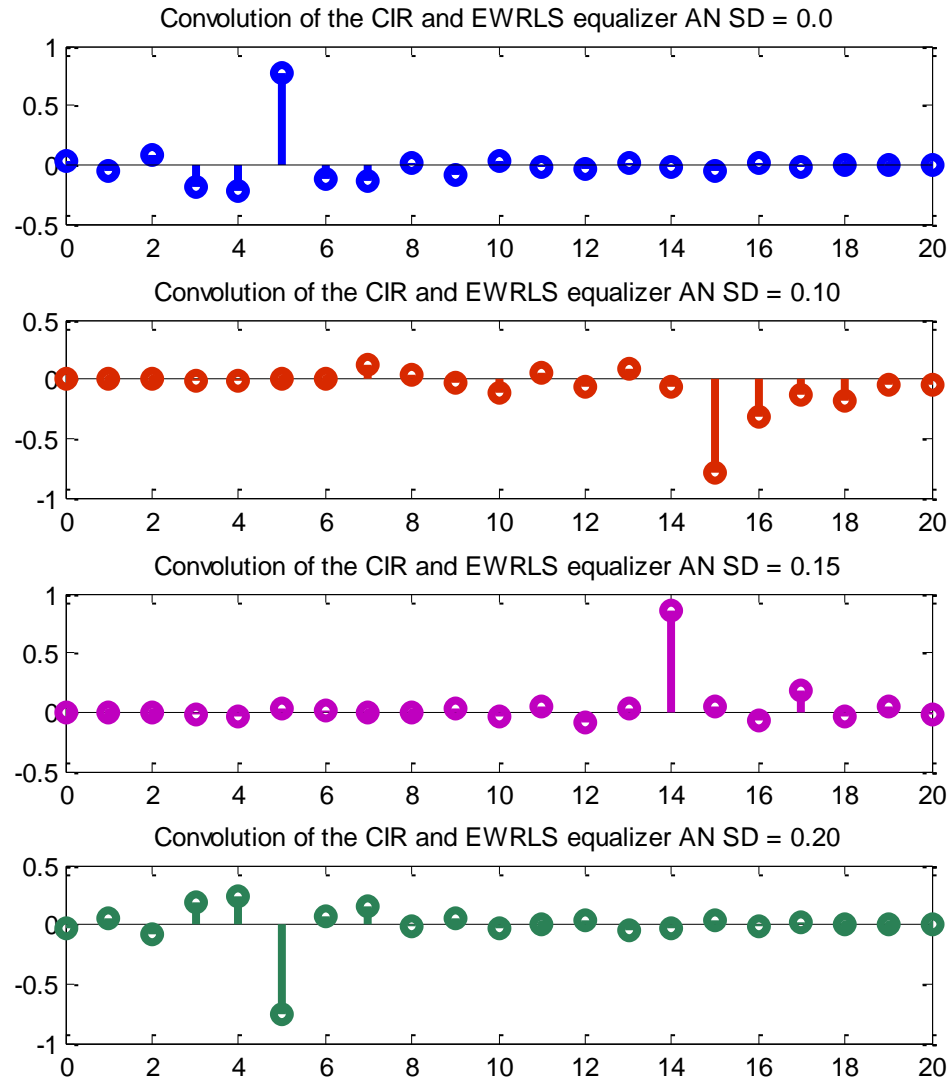 Convolution of the CIR and EWRLS equalizer AN SD = 0.0
1
0.5
0
-0.5
0 2 4 6 8 10 12 14 16 18 20
Convolution of the CIR and EWRLS equalizer AN SD = 0.10
0.5
0
-0.5
-1
0 2 4 6 8 10 12 14 16 18 20
Convolution of the CIR and EWRLS equalizer AN SD = 0.15
1
0.5
0
-0.5
0 2 4 6 8 10 12 14 16 18 20
Convolution of the CIR and EWRLS equalizer AN SD = 0.20
0.5
0
-0.5
-1
0 2 4 6 8 10 12 14 16 18 20